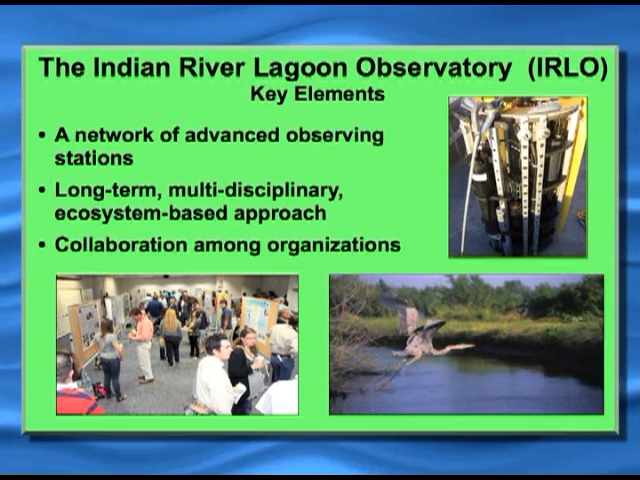 The Indian River Lagoon Observatory (IRLO)
Key Elements
• A network of advanced observing
stations
• Long-term, multi-disciplinary,
ecosystem-based approach
• Collaboration among organizations